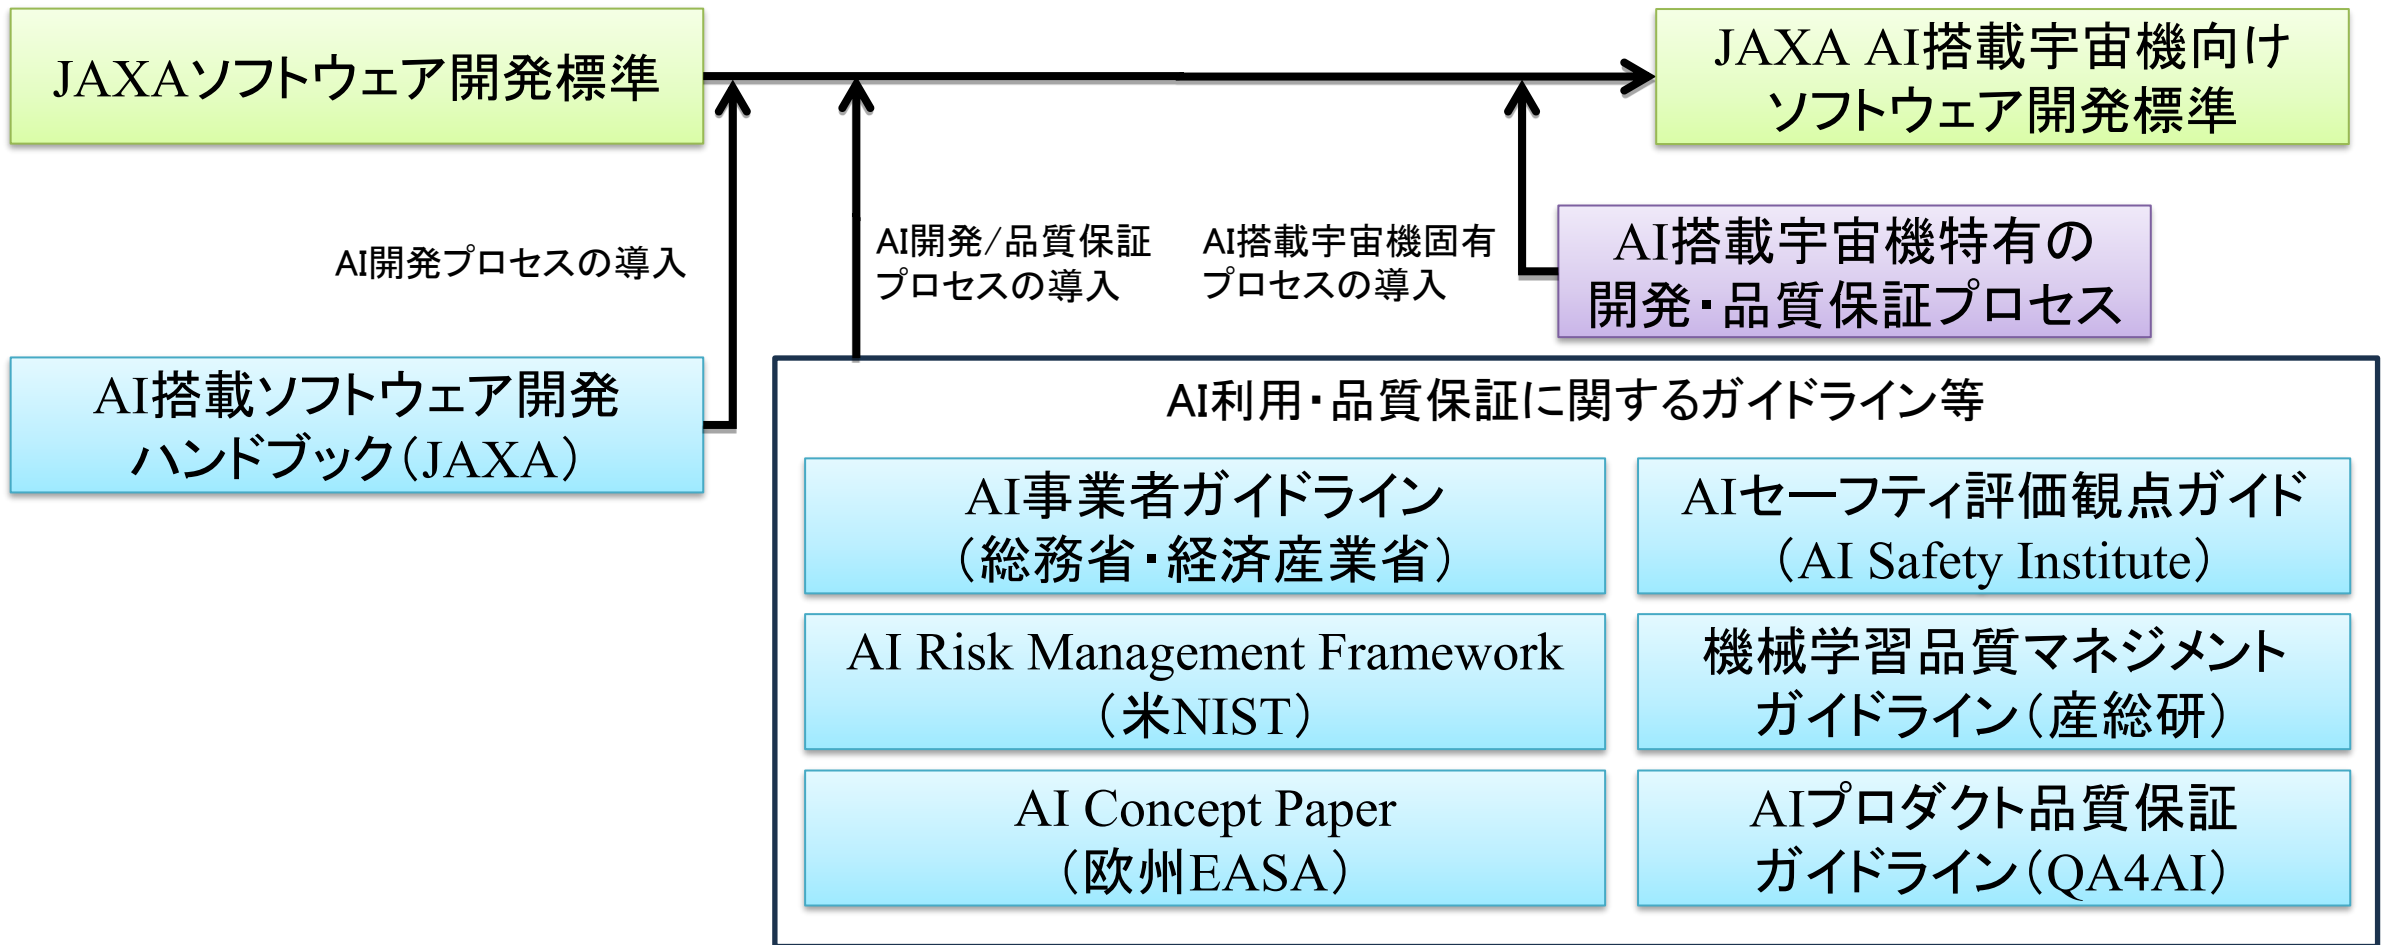 JAXAソフトウェア開発標準
JAXA AI搭載宇宙機向け
ソフトウェア開発標準
AI開発プロセスの導入
AI開発/品質保証
プロセスの導入
AI搭載宇宙機固有
プロセスの導入
AI搭載宇宙機特有の
開発・品質保証プロセス
AI搭載ソフトウェア開発
ハンドブック（JAXA）
AI利用・品質保証に関するガイドライン等
AI事業者ガイドライン
（総務省・経済産業省）
AIセーフティ評価観点ガイド
（AI Safety Institute）
AI Risk Management Framework
（米NIST）
機械学習品質マネジメント
ガイドライン（産総研）
AI Concept Paper
（欧州EASA）
AIプロダクト品質保証
ガイドライン（QA4AI）